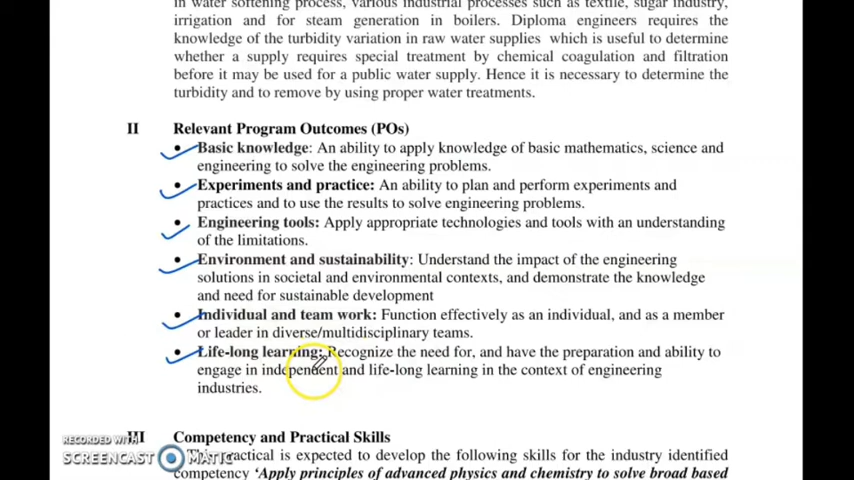 in water softening process, various industrial processes such as textile, sugar industry,
irrigation and for steam generation in boilers. Diploma engineers requires the
knowledge of the turbidity variation in raw water supplies which is useful to determine
whether a supply requires special treatment by chemical coagulation and filtration
before it may be used for a public water supply. Hence it is necessary to determine the
turbidity and to remove by using proper water treatments.
II Relevant Program Outcomes (POs)
• Basic knowledge: An ability to apply knowledge of basic mathematics, science and
engineering to solve the engineering problems.
• Experiments and practice: An ability to plan and perform experiments and
practices and to use the results to solve engineering problems.
• Engineering tools: Apply appropriate technologies and tools with an understanding
of the limitations.
• Environment and sustainability: Understand the impact of the engineering
solutions in societal and environmental contexts, and demonstrate the knowledge
and need for sustainable development
• Individual and team work: Function effectively as an individual, and as a member
or leader in diverse/multidisciplinary teams.
• Life-long learning: Recognize the need for, and have the preparation and ability to
engage in independent and life-long learning in the context of engineering
industries.
III Competency and Practical Skills
This practical is expected to develop the following skills for the industry identified
competency 'Apply principles of advanced physics and chemistry to solve broad based
RECORDED WITH
SCREENCAST MATIC